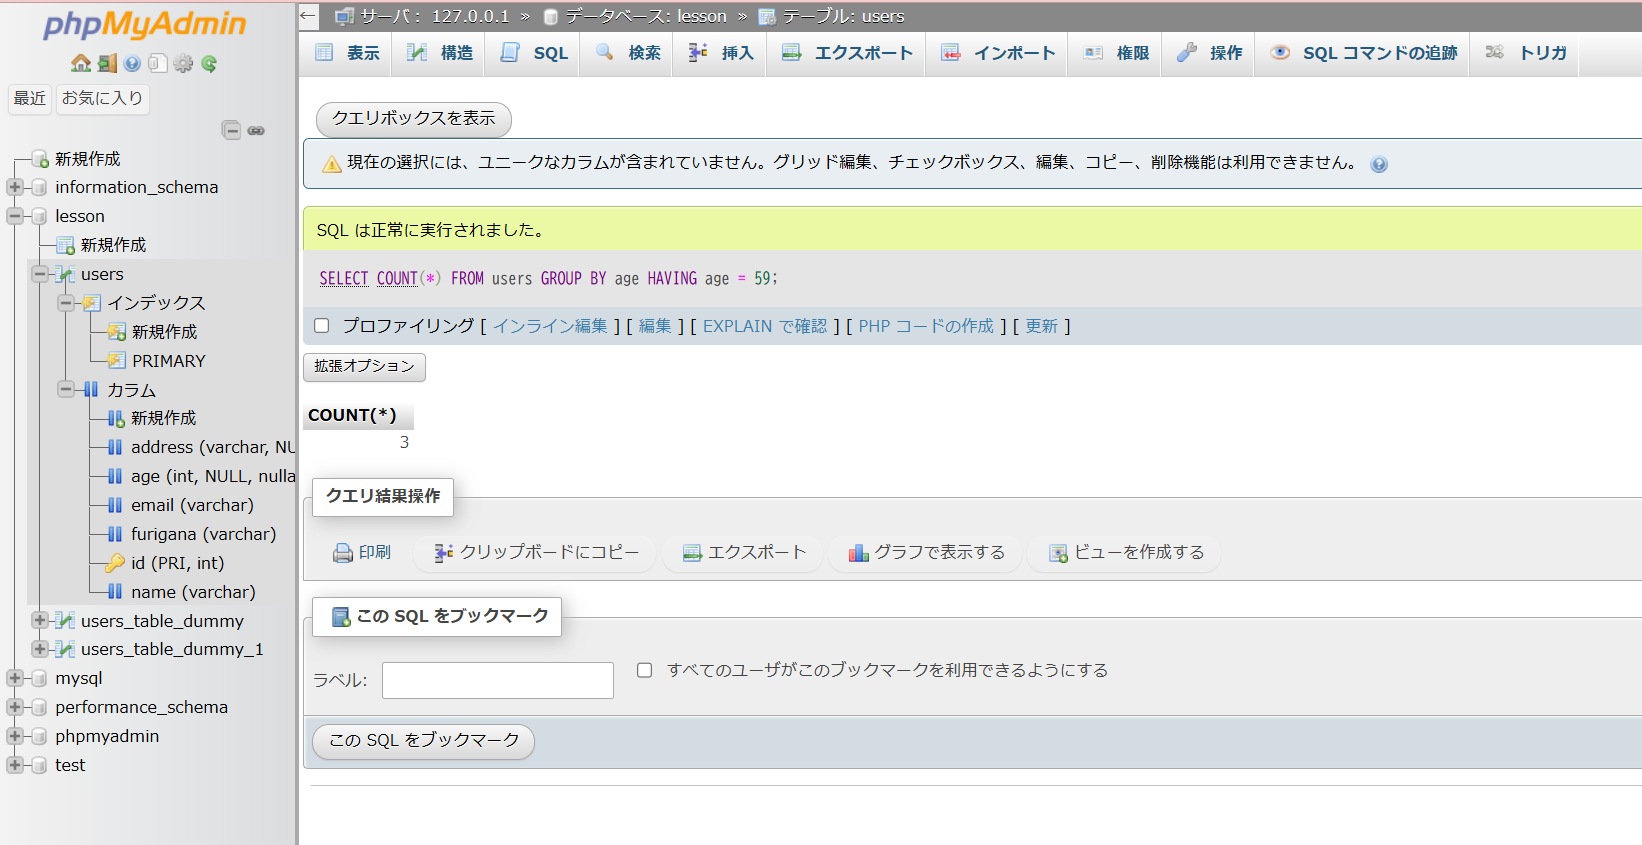 phpMyAdmin
最近 お気に入り
新規作成
information_schema
lesson
新規作成
users
インデックス
新規作成
PRIMARY
カラム
新規作成
address (varchar, NU
age (int, NULL, nulla
email (varchar)
furigana (varchar)
id (PRI, int)
name (varchar)
users_table_dummy
users_table_dummy_1
mysql
performance_schema
phpmyadmin
test
← サーバ: 127.0.0.1 » データベース: lesson » テーブル: users
表示 構造 SQL 検索 挿入 エクスポート インポート 権限 操作 SQL コマンドの追跡 トリガ
クエリボックスを表示
現在の選択には、ユニークなカラムが含まれていません。グリッド編集、チェックボックス、編集、コピー、削除機能は利用できません。
SQL は正常に実行されました。
SELECT COUNT(*) FROM users GROUP BY age HAVING age = 59;
プロファイリング [ インライン編集 ] [ 編集 ] [ EXPLAIN で確認 ] [ PHP コードの作成 ] [ 更新 ]
拡張オプション
COUNT(*)
3
クエリ結果操作
印刷 クリップボードにコピー エクスポート グラフで表示する ビューを作成する
この SQL をブックマーク
ラベル: すべてのユーザがこのブックマークを利用できるようにする
この SQL をブックマーク